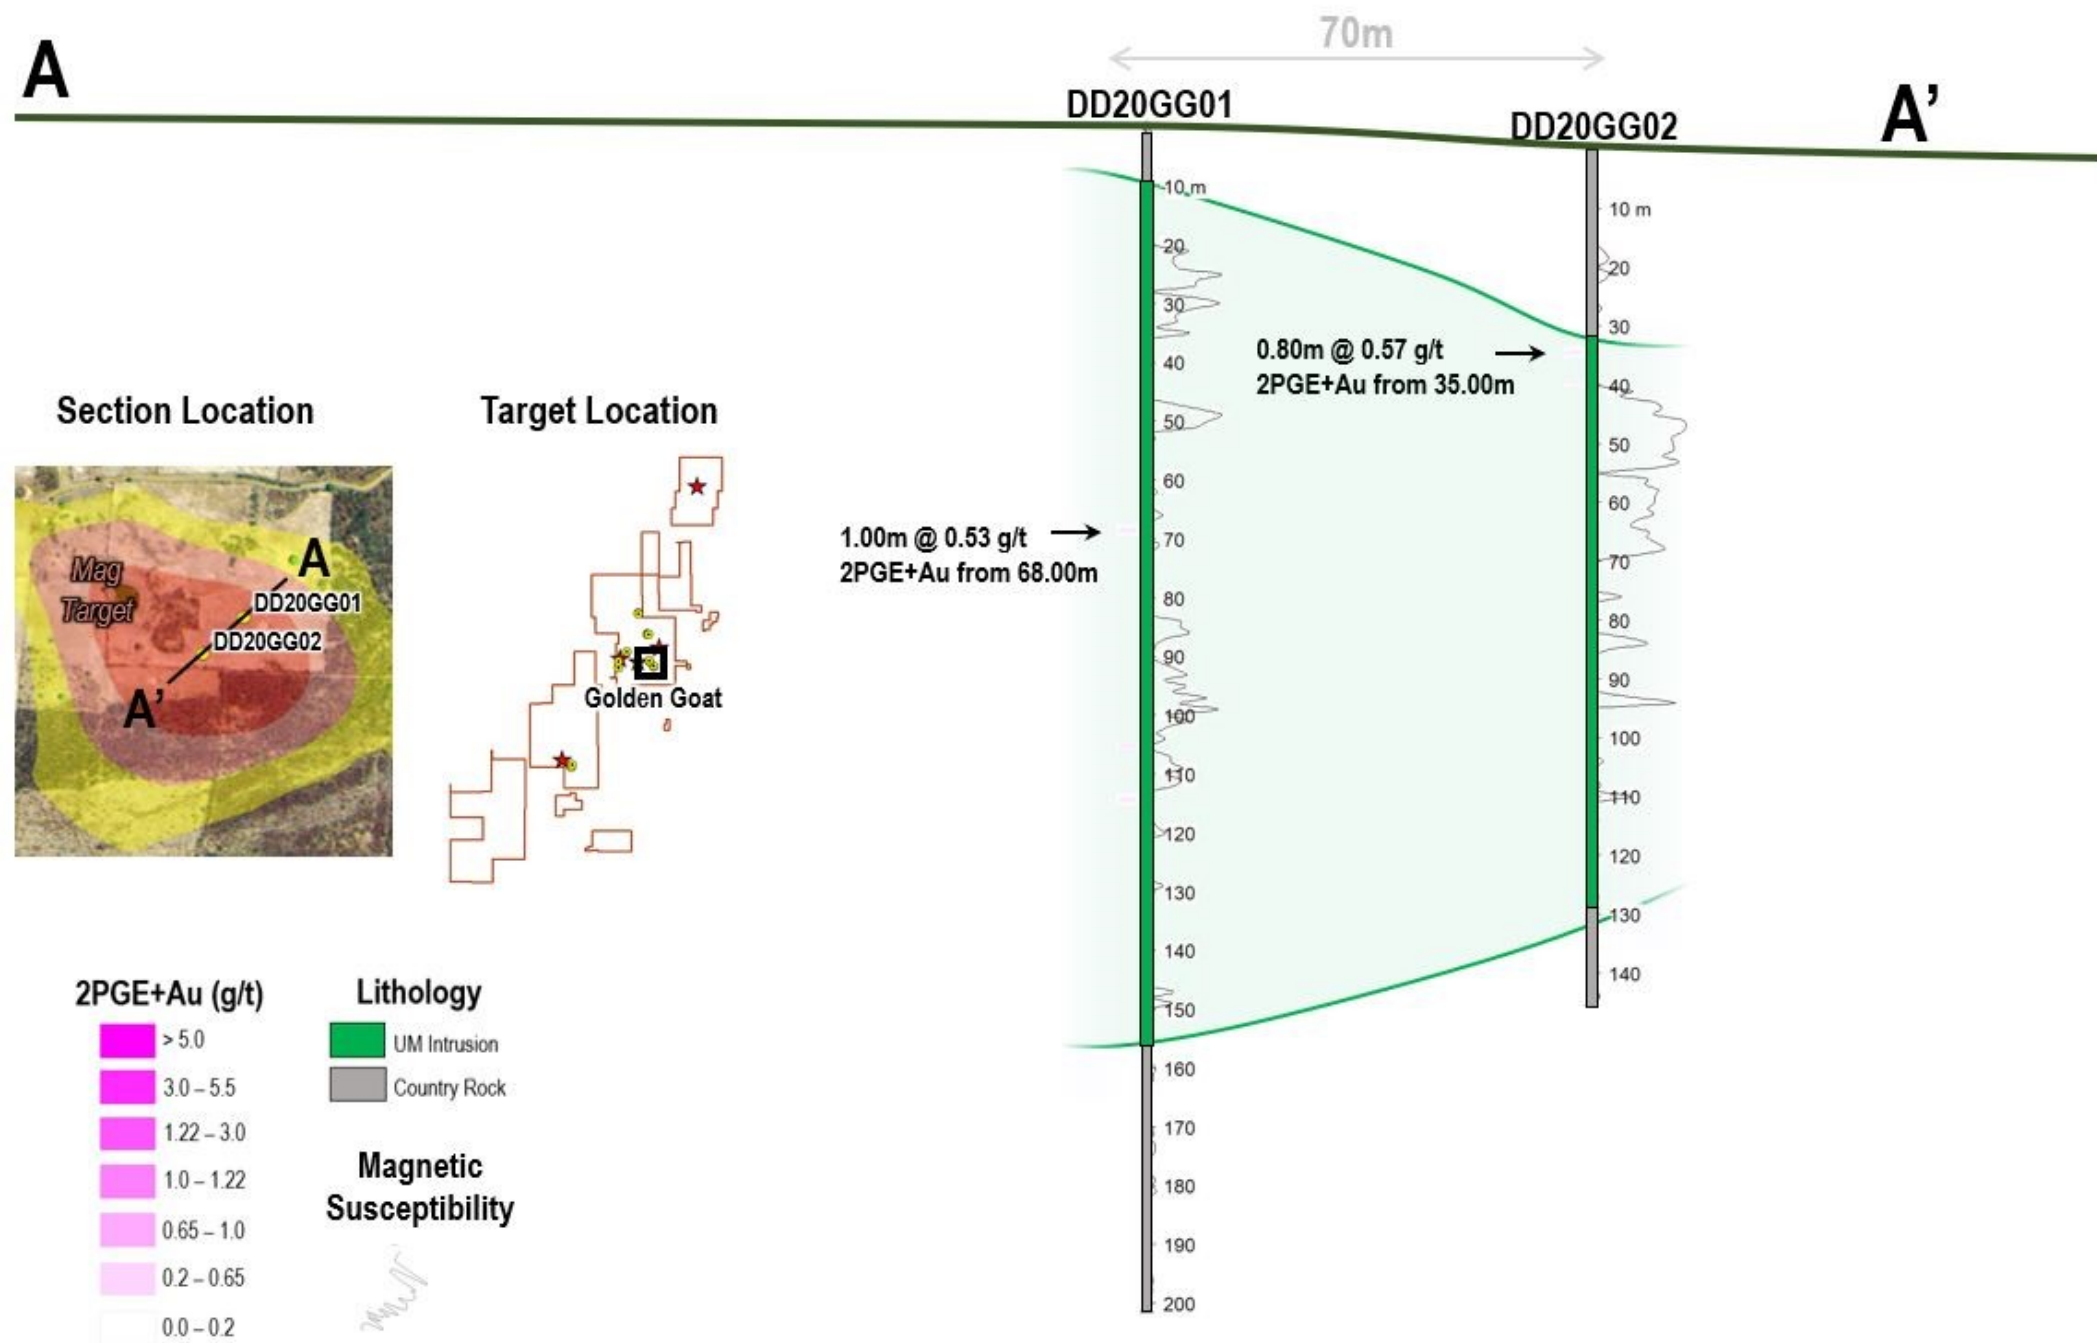 A
70m
DD20GG01
DD20GG02
A’
10 m
20
30
40
50
60
70
80
90
100
110
120
130
140
150
160
170
180
190
200
10 m
20
30
40
50
60
70
80
90
100
110
120
130
140
0.80m @ 0.57 g/t
2PGE+Au from 35.00m
1.00m @ 0.53 g/t
2PGE+Au from 68.00m
Section Location
Mag
Target
A
DD20GG01
DD20GG02
A’
Target Location
Golden Goat
2PGE+Au (g/t)
> 5.0
3.0 – 5.5
1.22 – 3.0
1.0 – 1.22
0.65 – 1.0
0.2 – 0.65
0.0 – 0.2
Lithology
UM Intrusion
Country Rock
Magnetic
Susceptibility